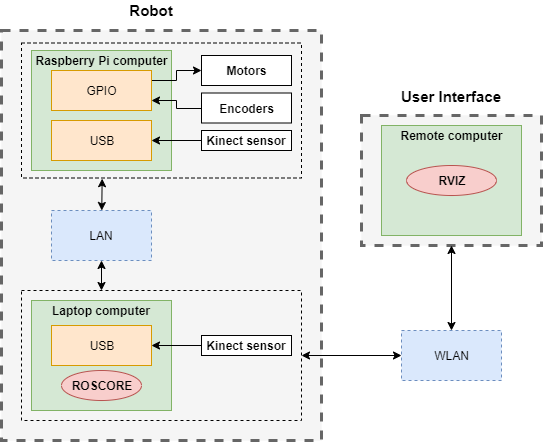 Robot
Raspberry Pi computer
GPIO
Motors
Encoders
USB
Kinect sensor
LAN
Laptop computer
USB
Kinect sensor
ROSCORE
User Interface
Remote computer
RVIZ
WLAN